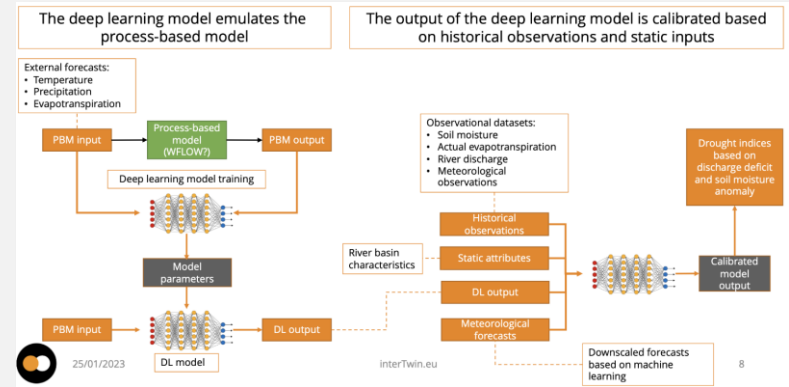 The deep learning model emulates the
process-based model
The output of the deep learning model is calibrated based
on historical observations and static inputs
External forecasts:
• Temperature
• Precipitation
• Evapotranspiration
PBM input
Process-based
model
(WFLOW?)
PBM output
Deep learning model training
Model
parameters
PBM input
DL model
DL output
Observational datasets:
• Soil moisture
• Actual evapotranspiration
• River discharge
• Meteorological
observations
Historical
observations
River basin
characteristics
Static attributes
DL output
Meteorological
forecasts
Drought indices
based on
discharge deficit
and soil moisture
anomaly
Calibrated
model
output
Downscaled forecasts
based on machine
learning
25/01/2023
interTwin.eu
8